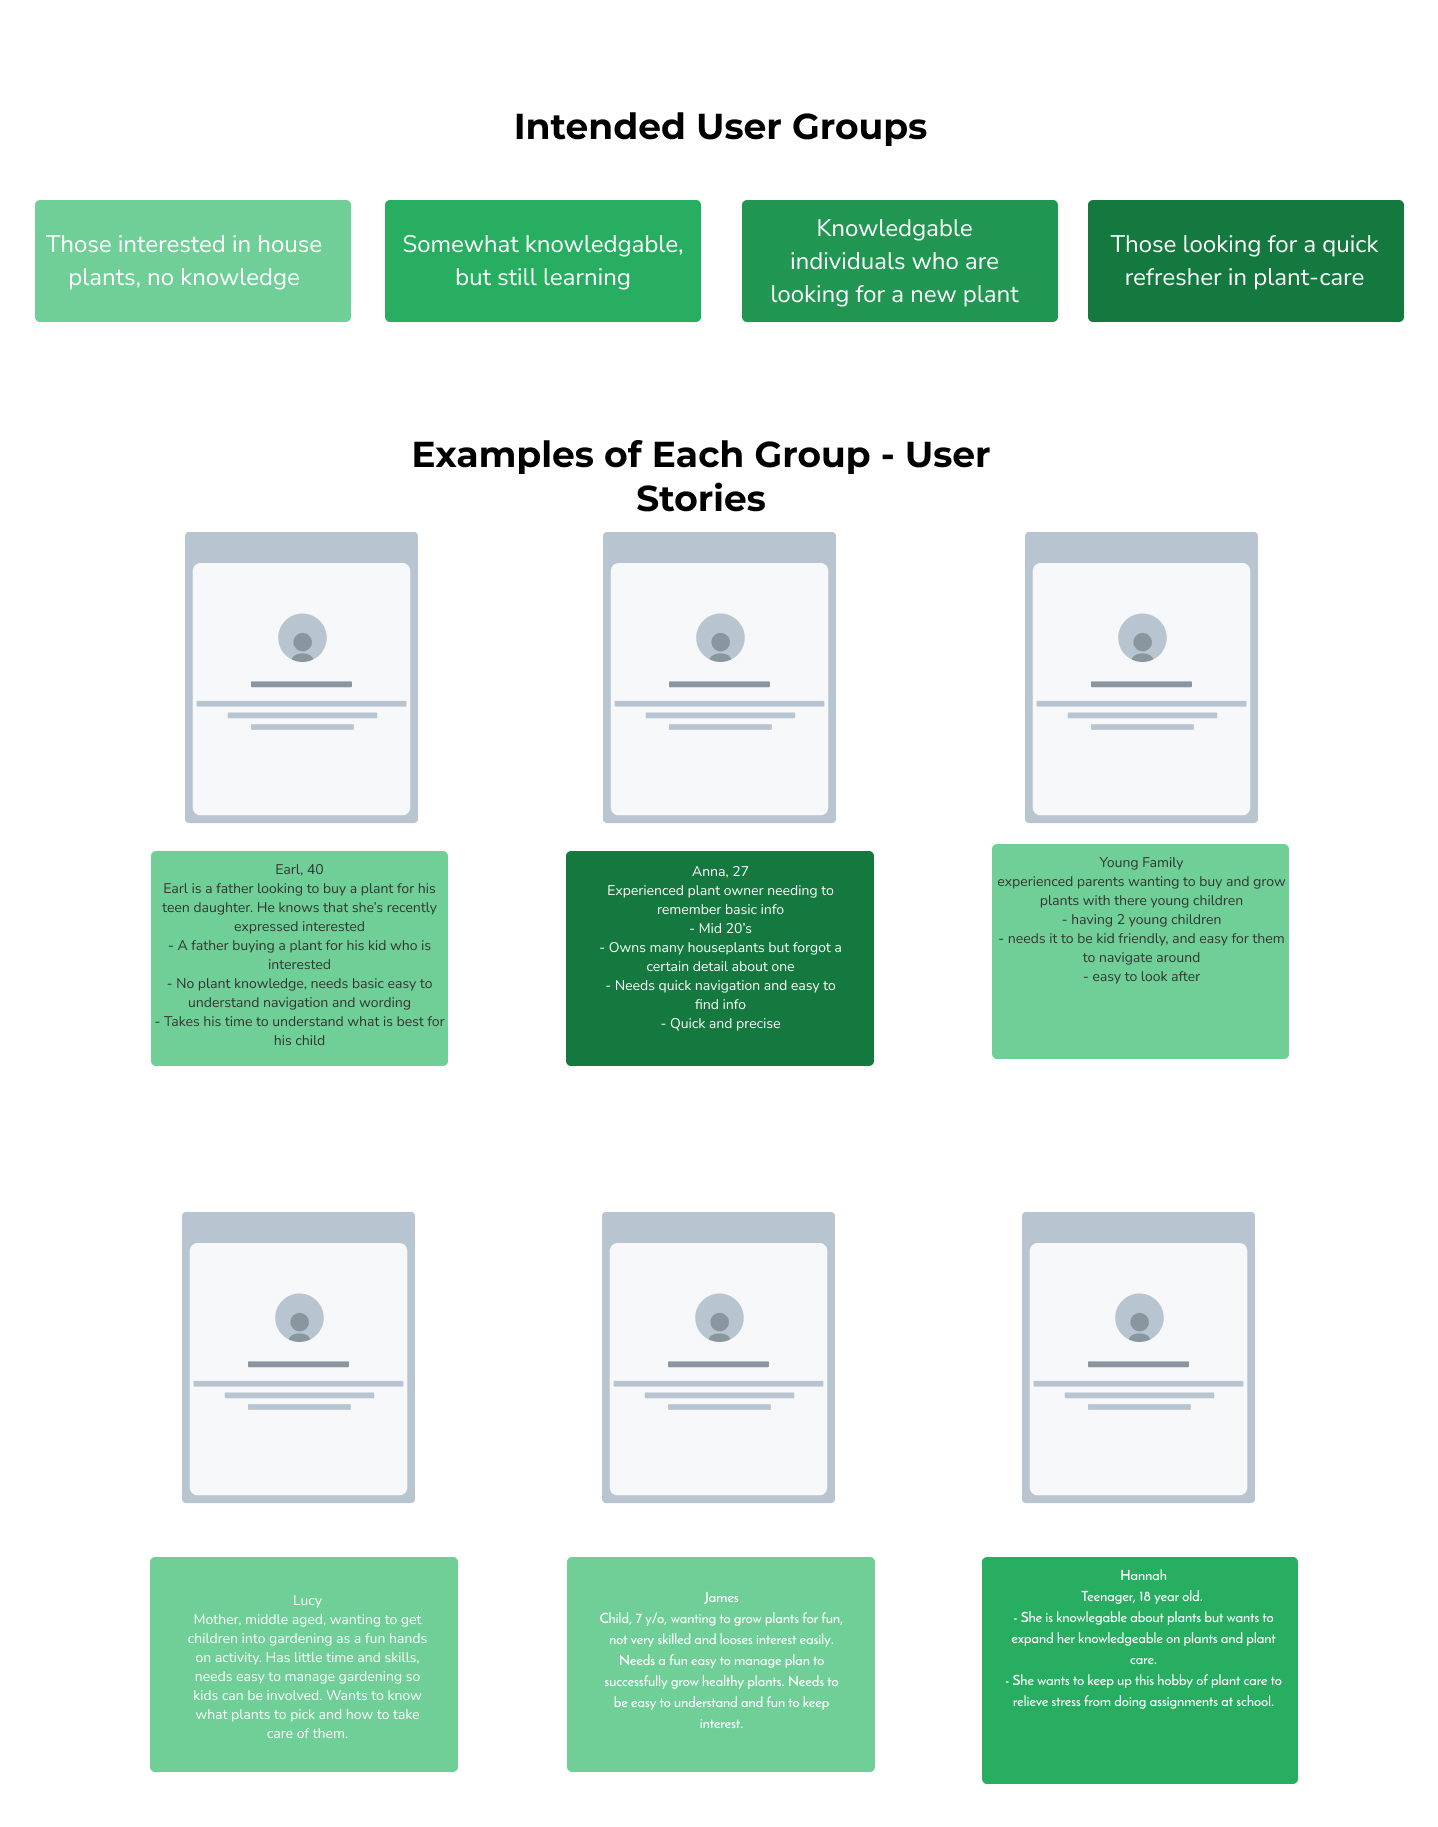 Intended User Groups
Those interested in house
plants, no knowledge
Somewhat knowledgable,
but still learning
Knowledgable
individuals who are
looking for a new plant
Those looking for a quick
refresher in plant-care
Examples of Each Group - User
Stories
Earl, 40
Earl is a father looking to buy a plant for his
teen daughter. He knows that she's recently
expressed interested
- A father buying a plant for his kid who is
interested
- No plant knowledge, needs basic easy to
understand navigation and wording
- Takes his time to understand what is best for
his child
Anna, 27
Experienced plant owner needing to
remember basic info
- Mid 20's
- Owns many houseplants but forgot a
certain detail about one
- Needs quick navigation and easy to
find info
- Quick and precise
Young Family
experienced parents wanting to buy and grow
plants with there young children
- having 2 young children
- needs it to be kid friendly, and easy for them
to navigate around
- easy to look after
Lucy
Mother, middle aged, wanting to get
children into gardening as a fun hands
on activity. Has little time and skills,
needs easy to manage gardening so
kids can be involved. Wants to know
what plants to pick and how to take
care of them.
James
Child, 7 y/o, wanting to grow plants for fun,
not very skilled and looses interest easily.
Needs a fun easy to manage plan to
successfully grow healthy plants. Needs to
be easy to understand and fun to keep
interest.
Hannah
Teenager, 18 year old.
- She is knowlegable about plants but wants to
expand her knowledgeable on plants and plant
care.
- She wants to keep up this hobby of plant care to
relieve stress from doing assignments at school.